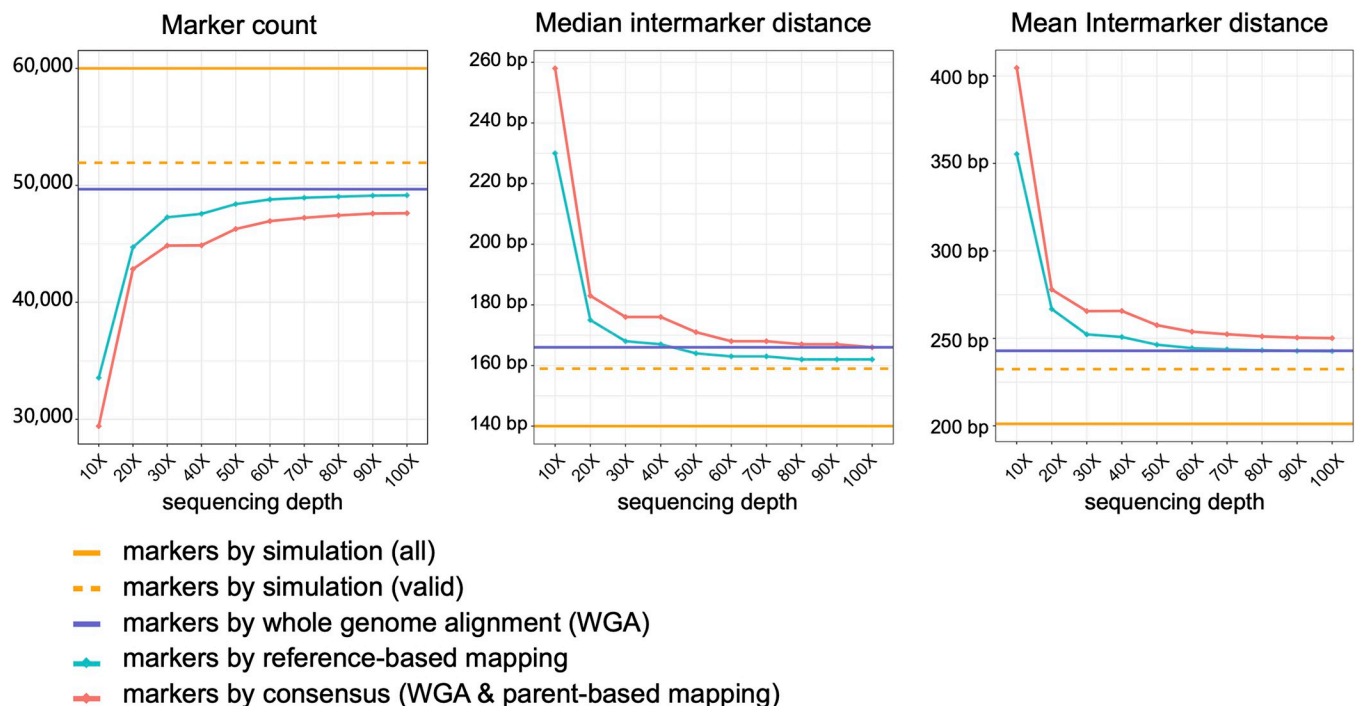 Marker count
60,000
50,000
40,000
30,000
10X 20X 30X 40X 50X 60X 70X 80X 90X 100X
sequencing depth
Median intermarker distance
260 bp
240 bp
220 bp
200 bp
180 bp
160 bp
140 bp
10X 20X 30X 40X 50X 60X 70X 80X 90X 100X
sequencing depth
Mean Intermarker distance
400 bp
350 bp
300 bp
250 bp
200 bp
10X 20X 30X 40X 50X 60X 70X 80X 90X 100X
sequencing depth
markers by simulation (all)
markers by simulation (valid)
markers by whole genome alignment (WGA)
markers by reference-based mapping
markers by consensus (WGA & parent-based mapping)